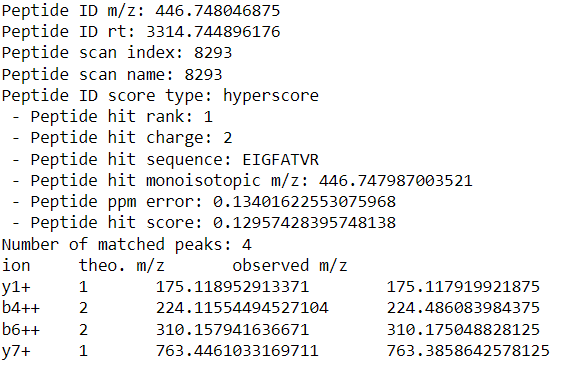 Peptide ID m/z: 446.748046875
Peptide ID rt: 3314.744896176
Peptide scan index: 8293
Peptide scan name: 8293
Peptide ID score type: hyperscore
- Peptide hit rank: 1
- Peptide hit charge: 2
- Peptide hit sequence: EIGFATVR
- Peptide hit monoisotopic m/z: 446.747987003521
- Peptide ppm error: 0.13401622553075968
- Peptide hit score: 0.12957428395748138
Number of matched peaks: 4
ion theo. m/z observed m/z
y1+ 1 175.118952913371 175.117919921875
b4++ 2 224.11554494527104 224.486083984375
b6++ 2 310.157941636671 310.175048828125
y7+ 1 763.4461033169711 763.3858642578125